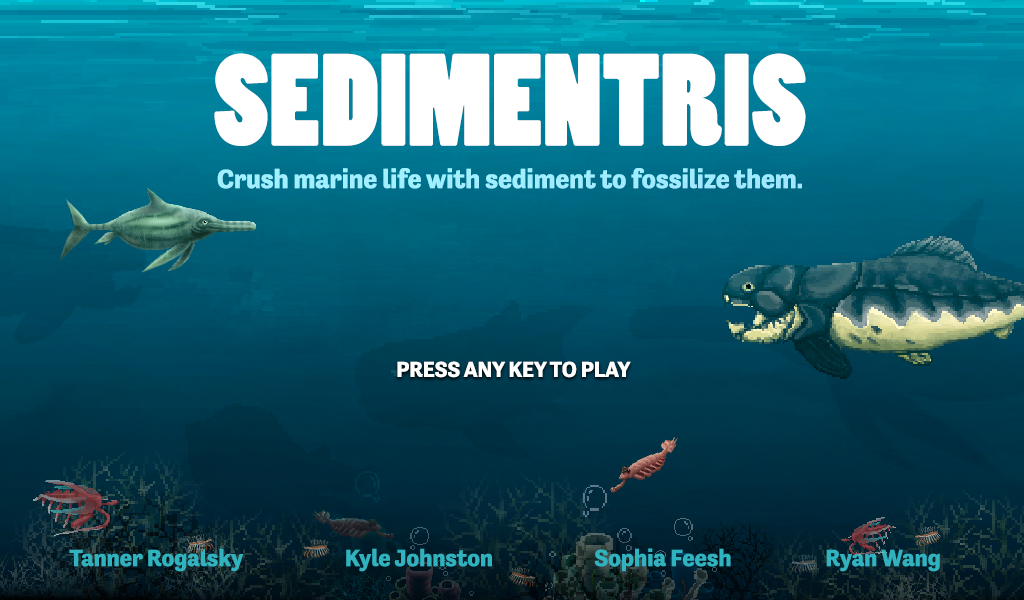 SEDIMENTRIS
Crush marine life with sediment to fossilize them.
PRESS ANY KEY TO PLAY
Tanner Rogalsky
Kyle Johnston
Sophia Feesh
Ryan Wang